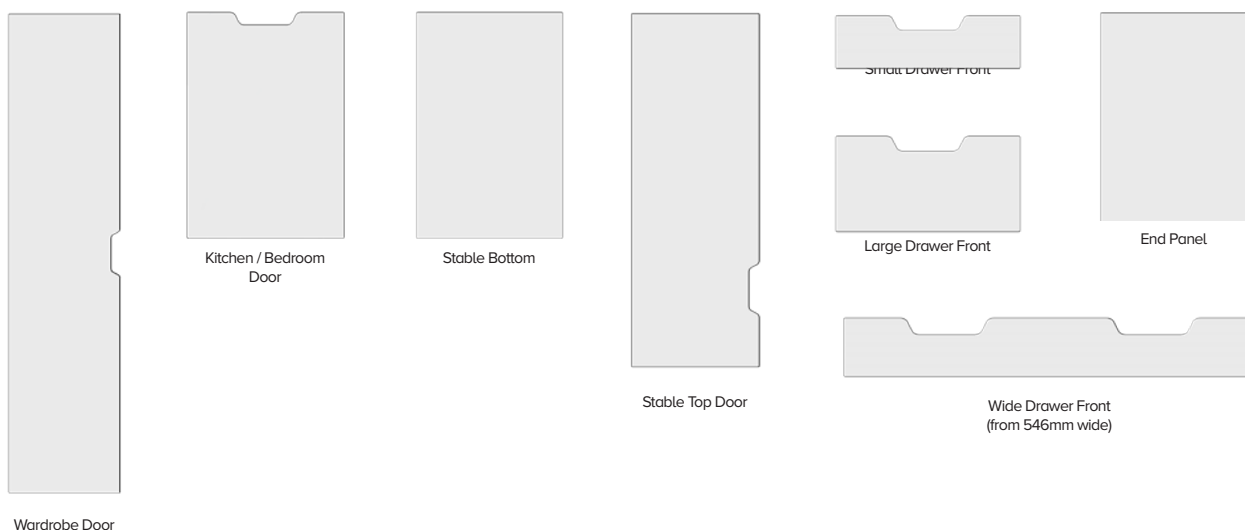 Small Drawer Front
Kitchen / Bedroom
Door
Stable Bottom
Large Drawer Front
End Panel
Stable Top Door
Wide Drawer Front
(from 546mm wide)
Wardrobe Door